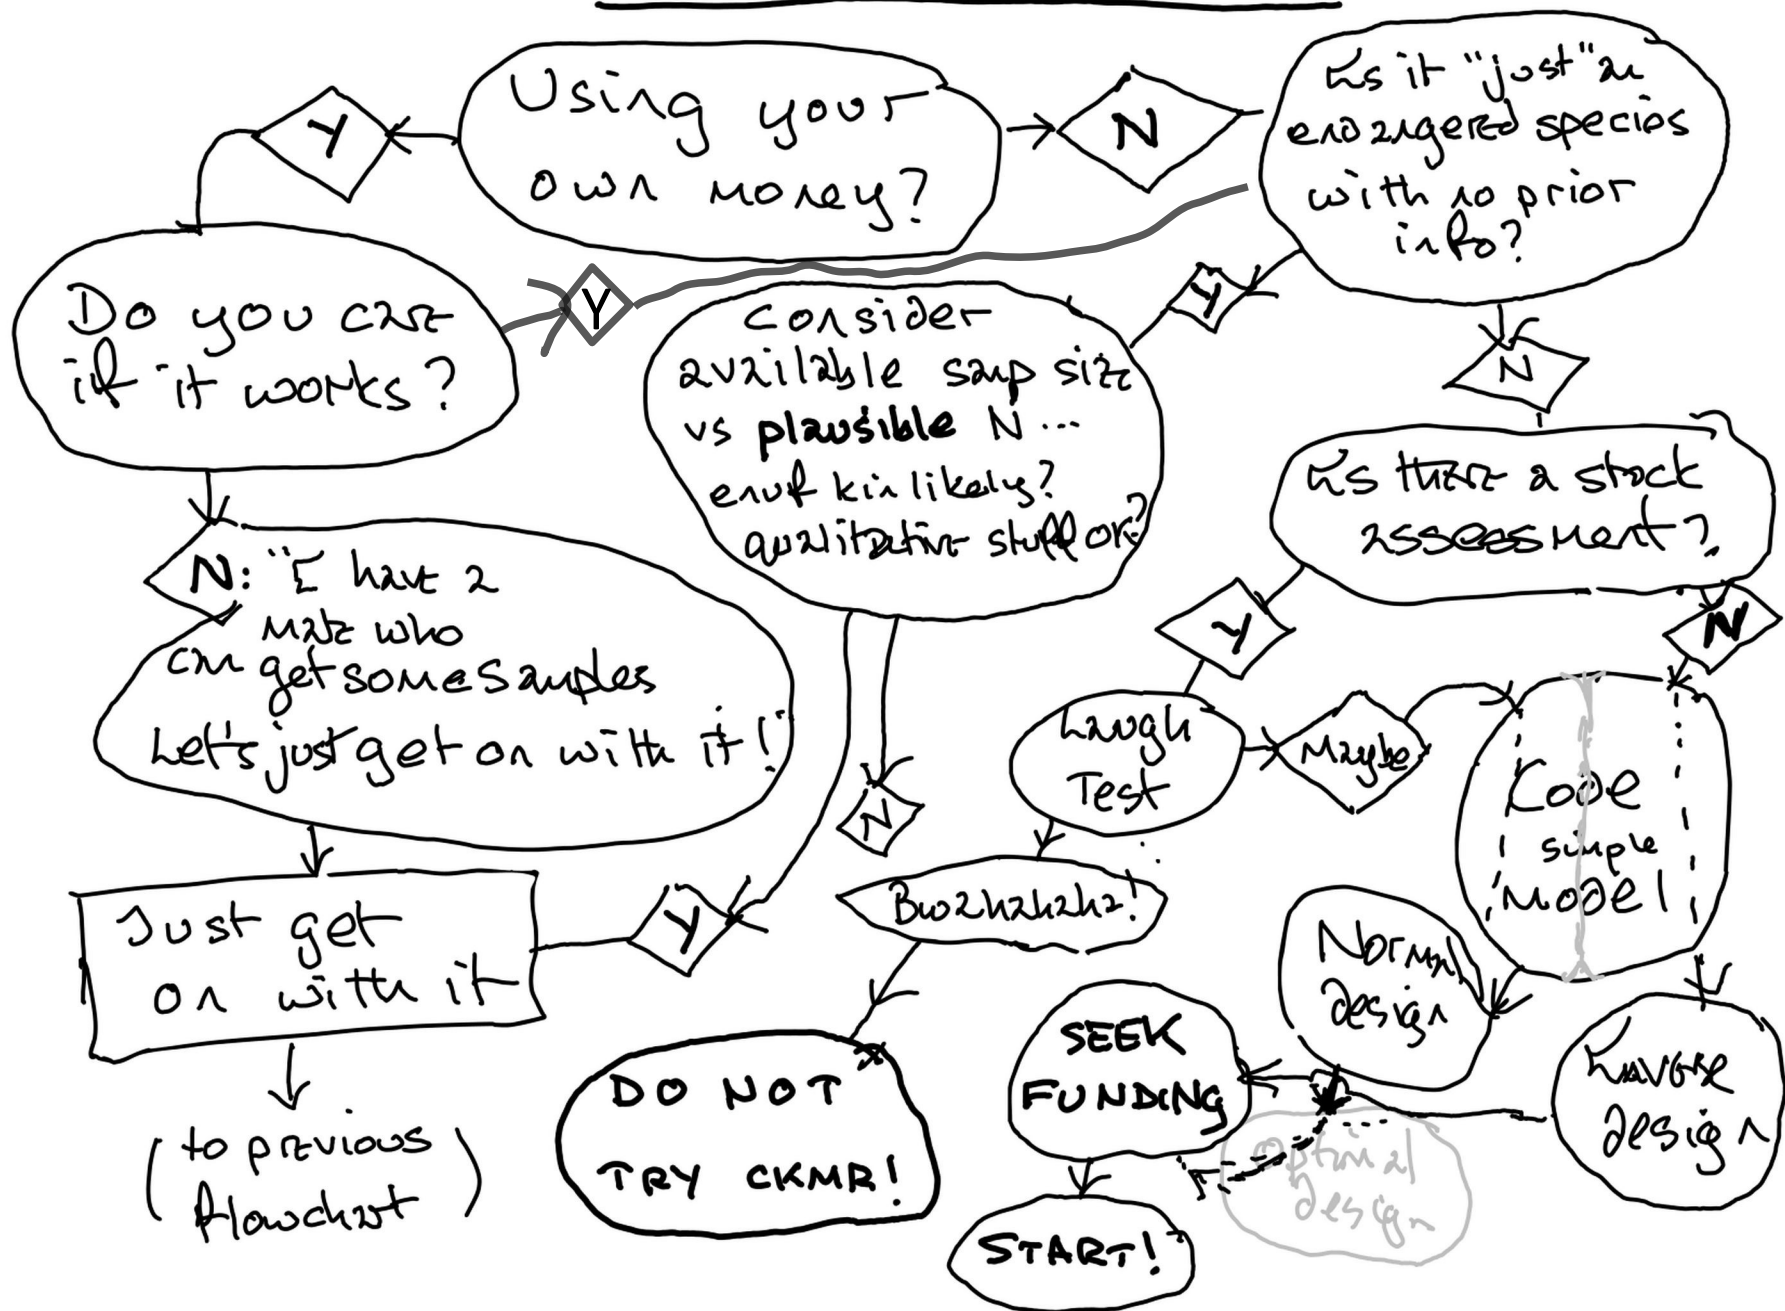 Using your
own money?
Y
N
Is it "just" an
endangered species
with no prior
info?
Do you care
if it works?
Y
Y
N
Consider
available samp size
vs plausible N...
enuf kin likely?
qualitative stuff OK?
Is there a stock
assessment?
Y
N
N: "I have a
mate who
can get some samples
Let's just get on with it!
Laugh
Test
Maybe
Code
simple
model
N
Y
Just get
on with it
Bwahahaha!
Normal
design
SEEK
FUNDING
DO NOT
TRY CKMR!
design
Optimal
design
(to previous
flowchart)
START!